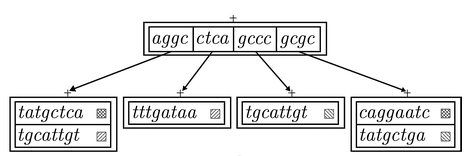 +
aggc ctca gccc gcgc
+ + + +
tatgctca tttgataa tgcattgt caggaatc
tgcattgt tatgctga